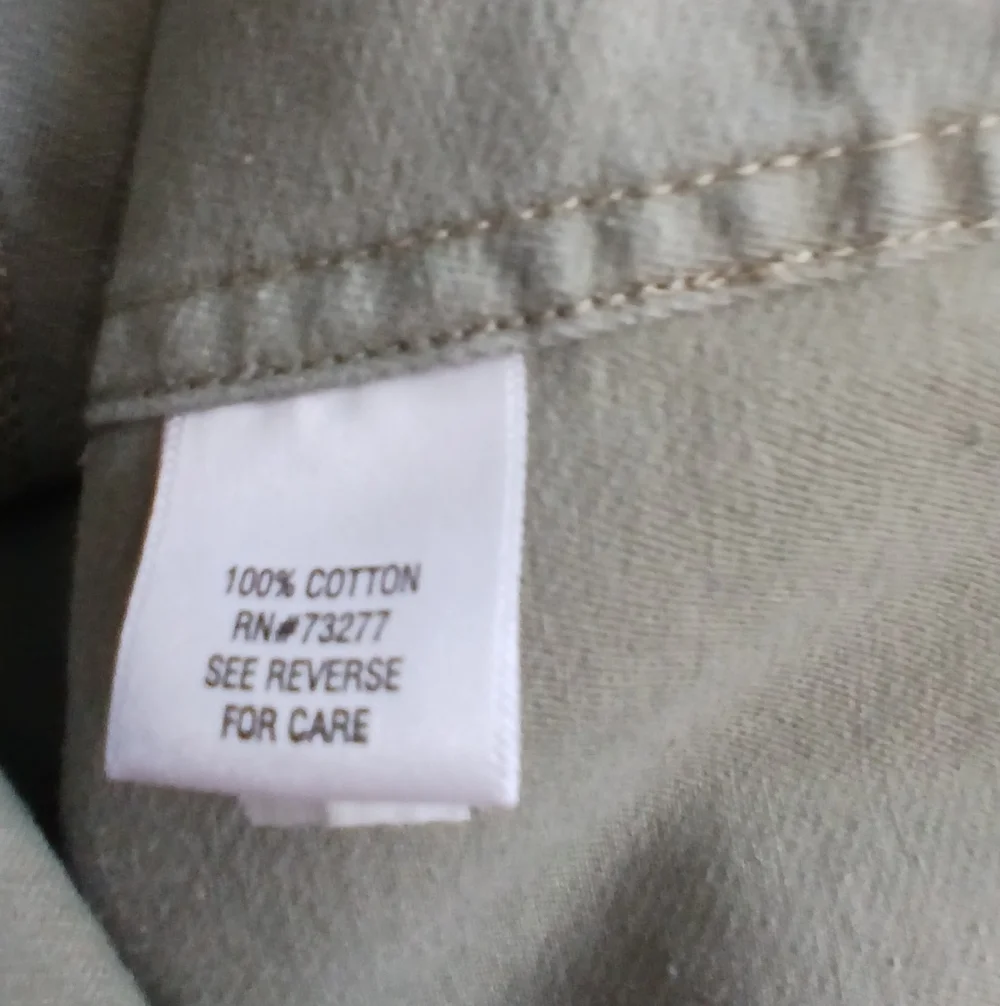 100% COTTON
RN#73277
SEE REVERSE
FOR CARE